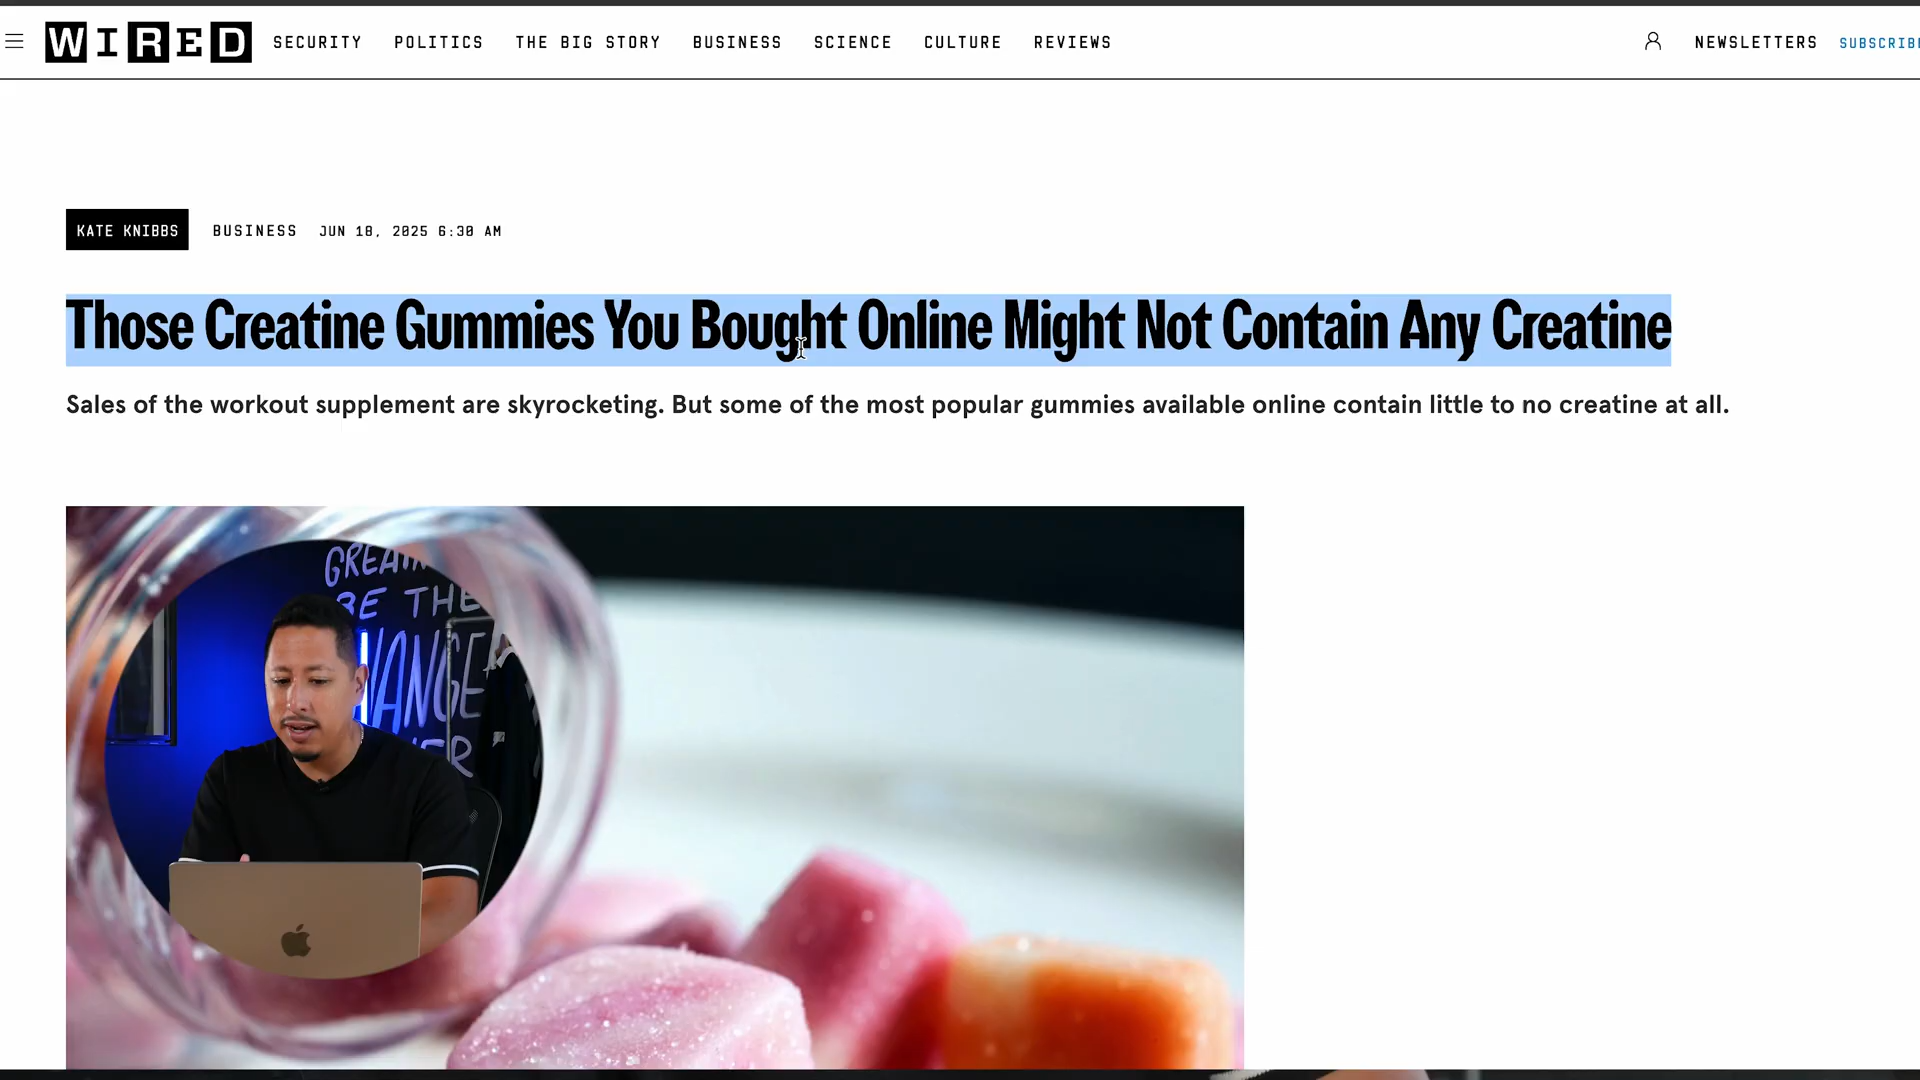 WIRED SECURITY POLITICS THE BIG STORY BUSINESS SCIENCE CULTURE REVIEWS NEWSLETTERS SUBSCRIBE
KATE KNIBBS BUSINESS JUN 18, 2025 6:30 AM
Those Creatine Gummies You Bought Online Might Not Contain Any Creatine
Sales of the workout supplement are skyrocketing. But some of the most popular gummies available online contain little to no creatine at all.
BE THE